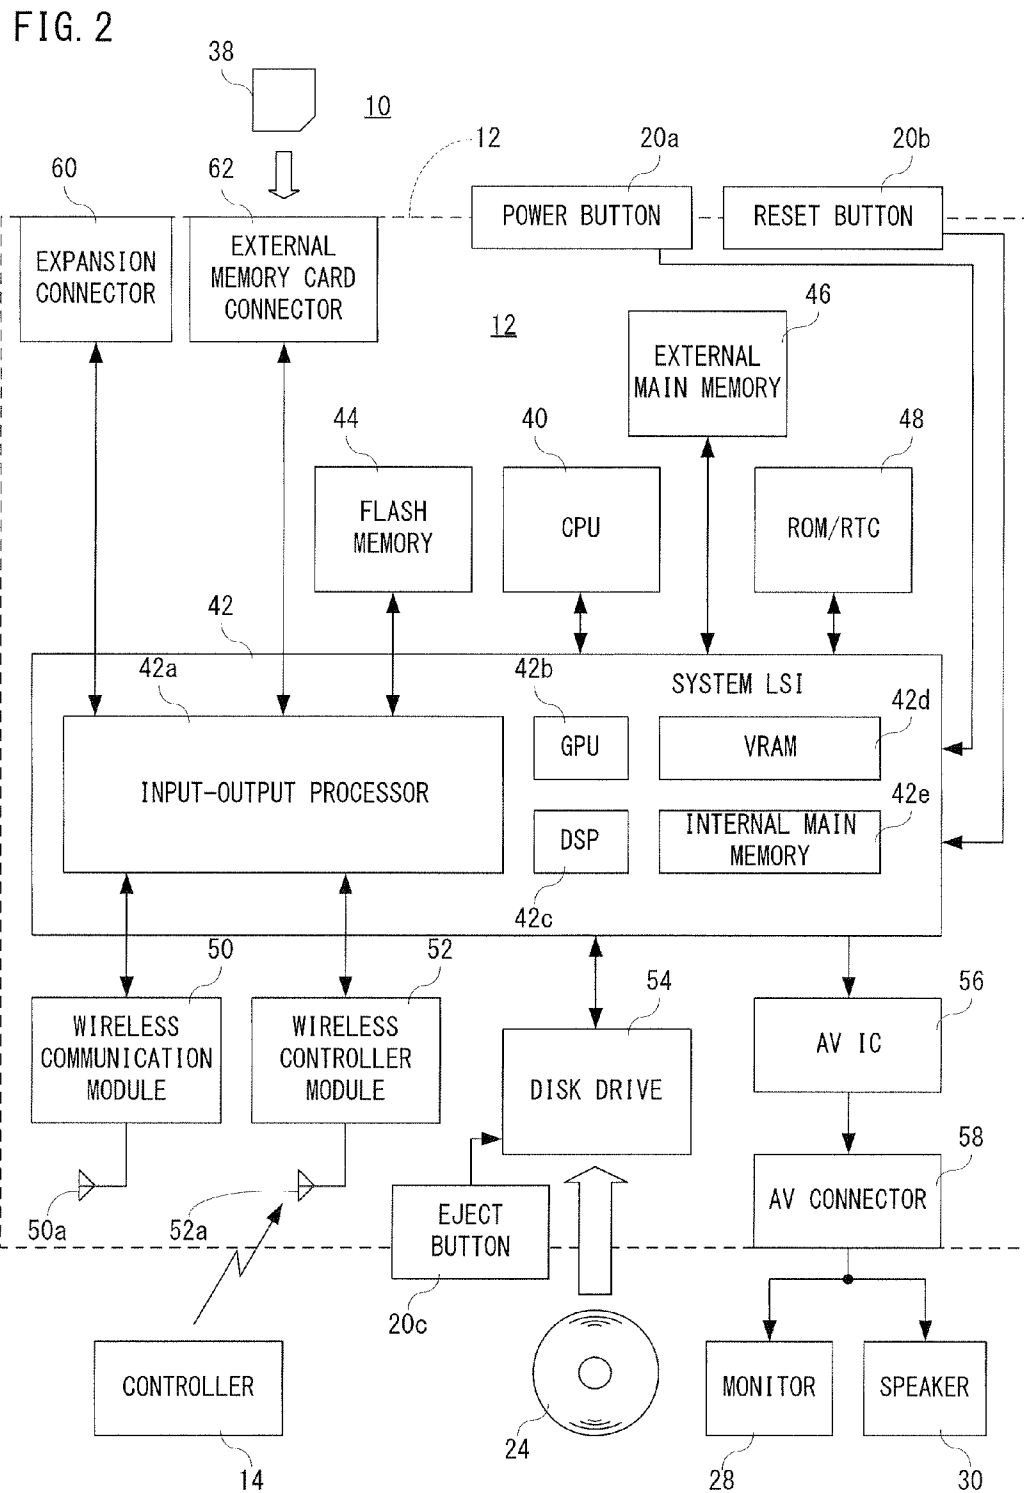 FIG. 2
38
10
60
62
12
20a
20b
POWER BUTTON
RESET BUTTON
EXPANSION
CONNECTOR
EXTERNAL
MEMORY CARD
CONNECTOR
12
46
EXTERNAL
MAIN MEMORY
44
40
48
FLASH
MEMORY
CPU
ROM/RTC
42
42a
42b
SYSTEM LSI
42d
INPUT-OUTPUT PROCESSOR
GPU
VRAM
42e
DSP
INTERNAL MAIN
MEMORY
42c
50
52
54
56
WIRELESS
COMMUNICATION
MODULE
WIRELESS
CONTROLLER
MODULE
DISK DRIVE
AV IC
58
AV CONNECTOR
50a
52a
EJECT
BUTTON
20c
CONTROLLER
14
24
MONITOR
SPEAKER
28
30